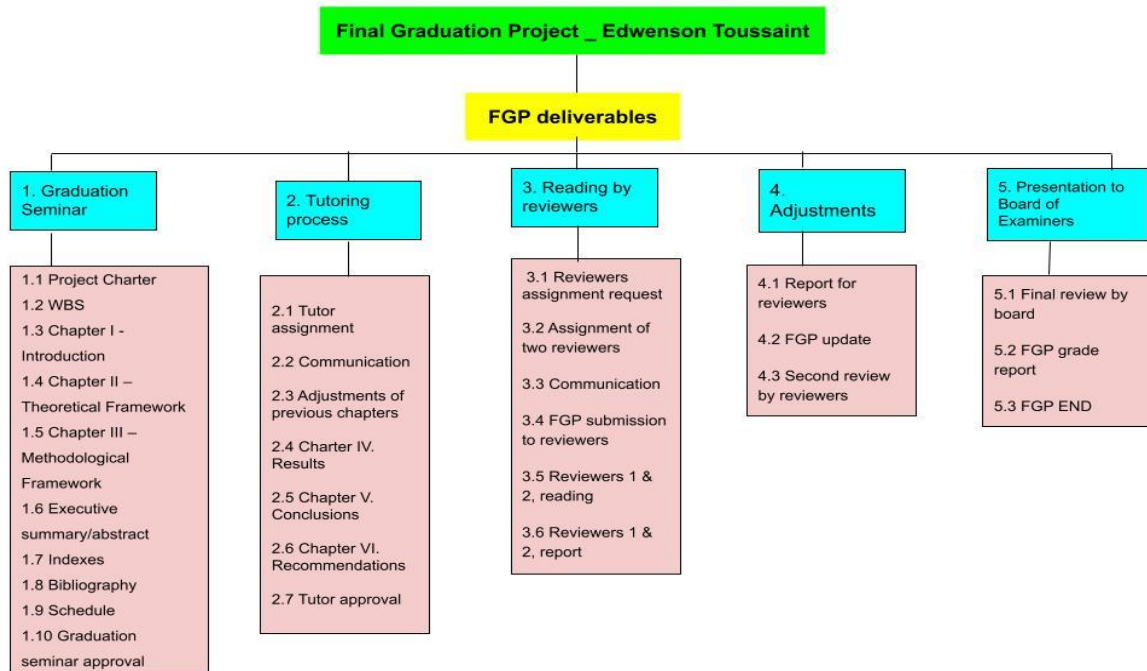 Final Graduation Project _ Edwenson Toussaint
FGP deliverables
1. Graduation
Seminar
1.1 Project Charter
1.2 WBS
1.3 Chapter I -
Introduction
1.4 Chapter II –
Theoretical Framework
1.5 Chapter III –
Methodological
Framework
1.6 Executive
summary/abstract
1.7 Indexes
1.8 Bibliography
1.9 Schedule
1.10 Graduation
seminar approval
2. Tutoring
process
2.1 Tutor
assignment
2.2 Communication
2.3 Adjustments of
previous chapters
2.4 Charter IV.
Results
2.5 Chapter V.
Conclusions
2.6 Chapter VI.
Recommendations
2.7 Tutor approval
3. Reading by
reviewers
3.1 Reviewers
assignment request
3.2 Assignment of
two reviewers
3.3 Communication
3.4 FGP submission
to reviewers
3.5 Reviewers 1 &
2, reading
3.6 Reviewers 1 &
2, report
4.
Adjustments
4.1 Report for
reviewers
4.2 FGP update
4.3 Second review
by reviewers
5. Presentation to
Board of
Examiners
5.1 Final review by
board
5.2 FGP grade
report
5.3 FGP END